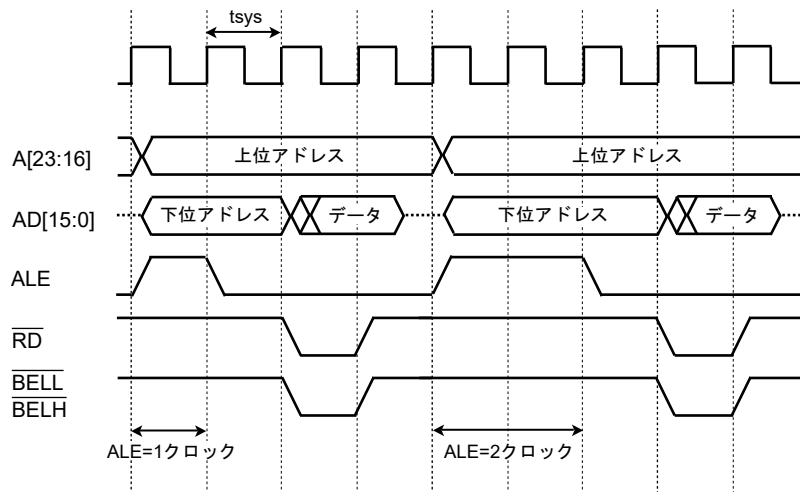 tsys
A[23:16]
上位アドレス
上位アドレス
AD[15:0]
下位アドレス
データ
下位アドレス
データ
ALE
RD
BELL
BELH
ALE=1クロック
ALE=2クロック